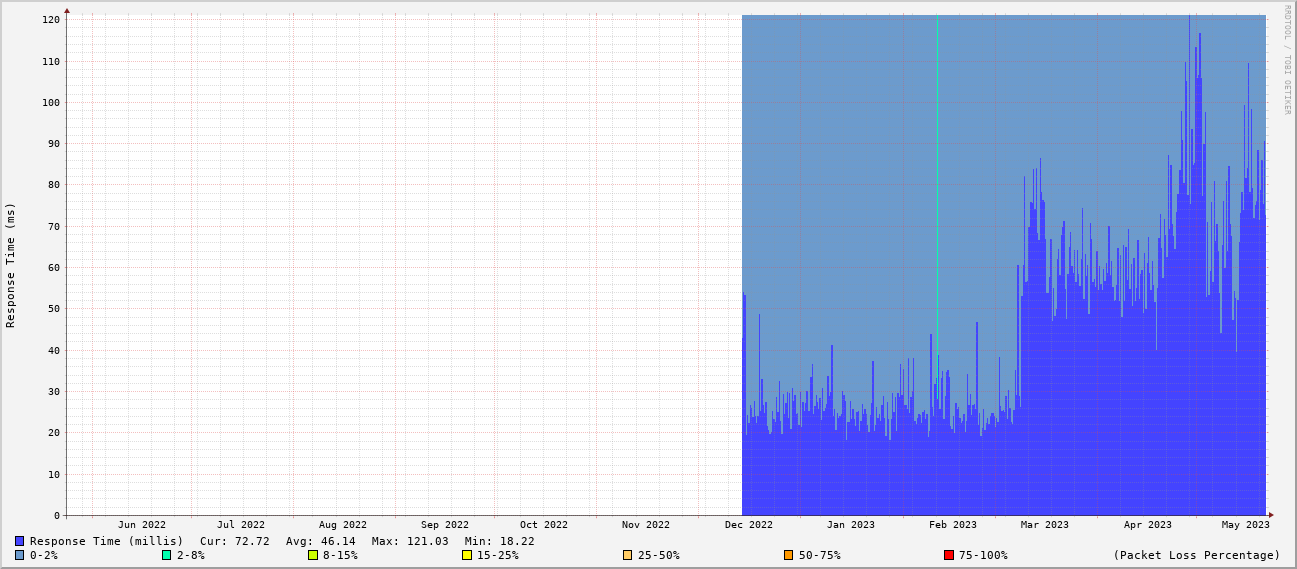 RRDTOOL / TOBI OETIKER
Response Time (ms)
120
110
100
90
80
70
60
50
40
30
20
10
0
Jun 2022 Jul 2022 Aug 2022 Sep 2022 Oct 2022 Nov 2022 Dec 2022 Jan 2023 Feb 2023 Mar 2023 Apr 2023 May 2023
Response Time (millis) Cur: 72.72 Avg: 46.14 Max: 121.03 Min: 18.22
0-2% 2-8% 8-15% 15-25% 25-50% 50-75% 75-100% (Packet Loss Percentage)